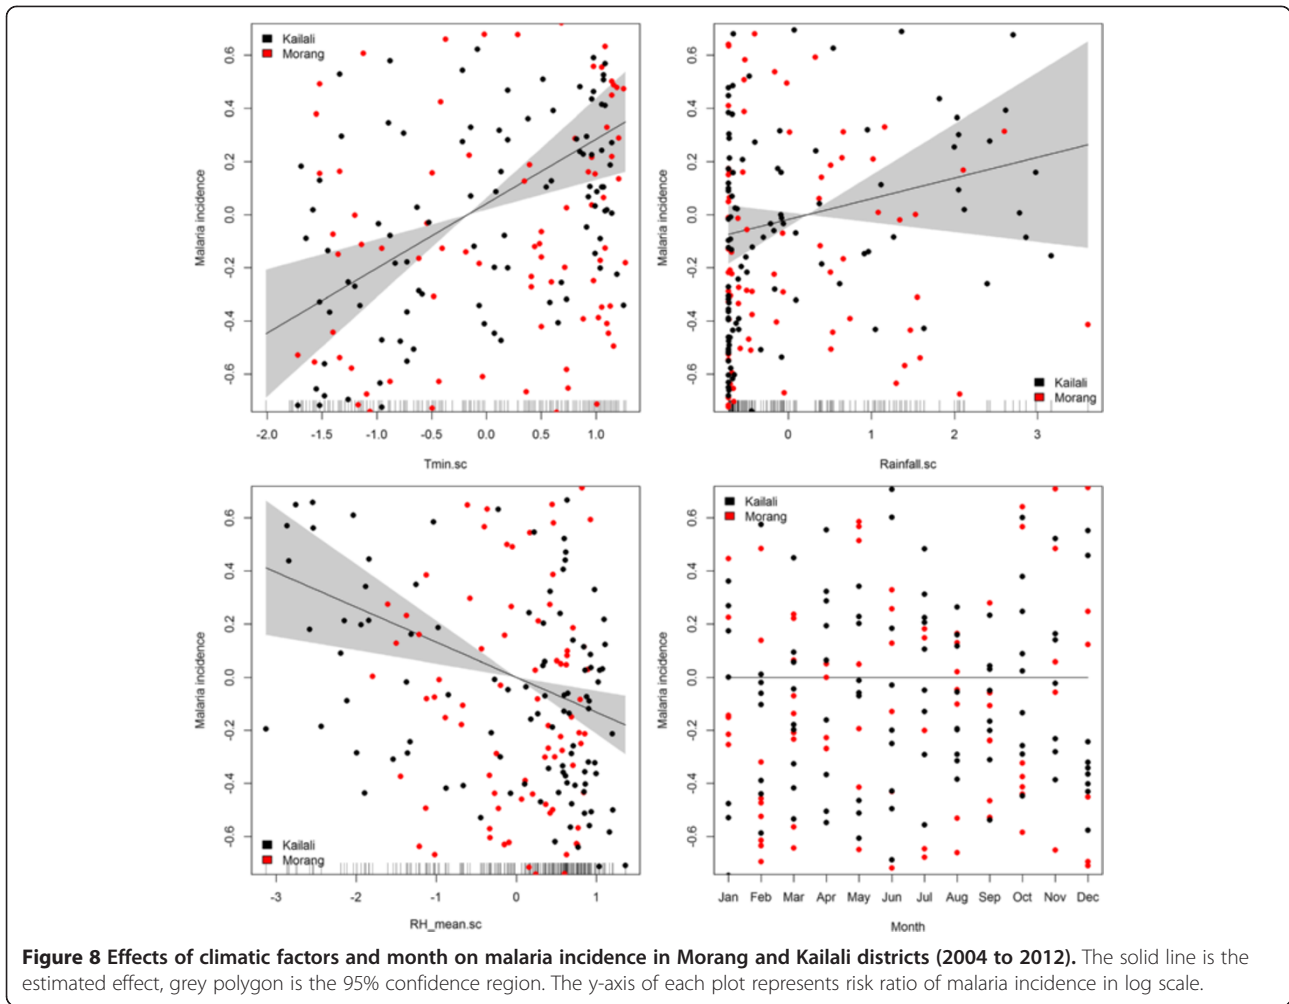 Kailali
Morang
Malaria incidence
0.6
0.4
0.2
0.0
-0.2
-0.4
-0.6
-2.0 -1.5 -1.0 -0.5 0.0 0.5 1.0
Tmin.sc
Malaria incidence
0.6
0.4
0.2
0.0
-0.2
-0.4
-0.6
Kailali
Morang
0 1 2 3
Rainfall.sc
Malaria incidence
0.6
0.4
0.2
0.0
-0.2
-0.4
-0.6
Kailali
Morang
-3 -2 -1 0 1
RH_mean.sc
Kailali
Morang
Malaria incidence
0.6
0.4
0.2
0.0
-0.2
-0.4
-0.6
Jan Feb Mar Apr May Jun Jul Aug Sep Oct Nov Dec
Month
Figure 8 Effects of climatic factors and month on malaria incidence in Morang and Kailali districts (2004 to 2012). The solid line is the
estimated effect, grey polygon is the 95% confidence region. The y-axis of each plot represents risk ratio of malaria incidence in log scale.